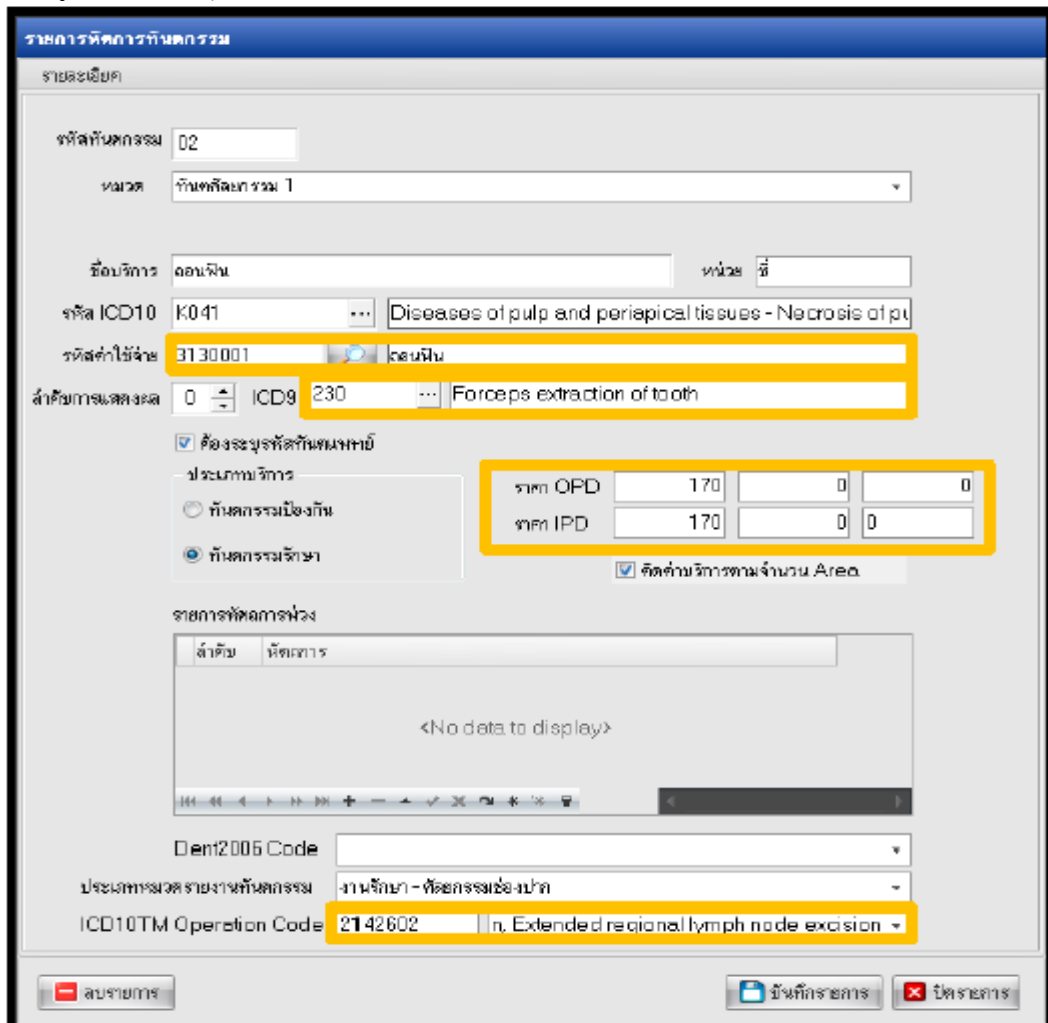 รายการหัตถการทันตกรรม
รายละเอียด
รหัสทันตกรรม 02
หมวด ทันตศัลยกรรม 1
ชื่อบริการ ถอนฟัน หน่วย ซี่
รหัส ICD10 K041 ... Diseases of pulp and periapical tissues - Necrosis of pu
รหัสค่าใช้จ่าย 3130001 ถอนฟัน
ลำดับการแสดงผล 0 ICD9 230 ... Forceps extraction of tooth
ต้องระบุรหัสทันตแพทย์
ประเภทบริการ
ราคา OPD 170 0 0
ทันตกรรมป้องกัน
ราคา IPD 170 0 0
ทันตกรรมรักษา
คิดค่าบริการตามจำนวน Area
รายการหัตถการพ่วง
ลำดับ หัตถการ
<No data to display>
Dent2006 Code
ประเภทหมวดรายงานทันตกรรม งานรักษา - ศัลยกรรมช่องปาก
ICD10TM Operation Code 2142602 n, Extended regional lymph node excision
ลบรายการ บันทึกรายการ ปิดรายการ